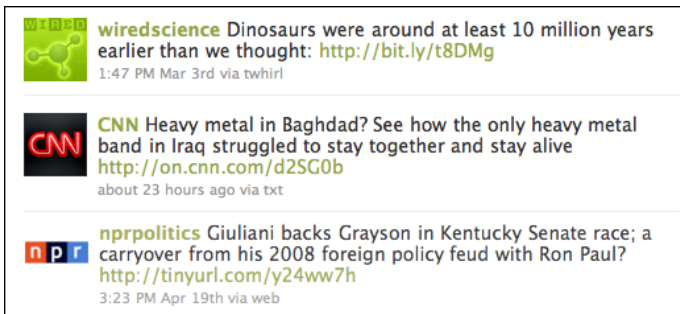 WIRED
wiredscience Dinosaurs were around at least 10 million years
earlier than we thought: http://bit.ly/t8DMg
1:47 PM Mar 3rd via twhirl
CNN
CNN Heavy metal in Baghdad? See how the only heavy metal
band in Iraq struggled to stay together and stay alive
http://on.cnn.com/d2SG0b
about 23 hours ago via txt
npr
nprpolitics Giuliani backs Grayson in Kentucky Senate race; a
carryover from his 2008 foreign policy feud with Ron Paul?
http://tinyurl.com/y24ww7h
3:23 PM Apr 19th via web